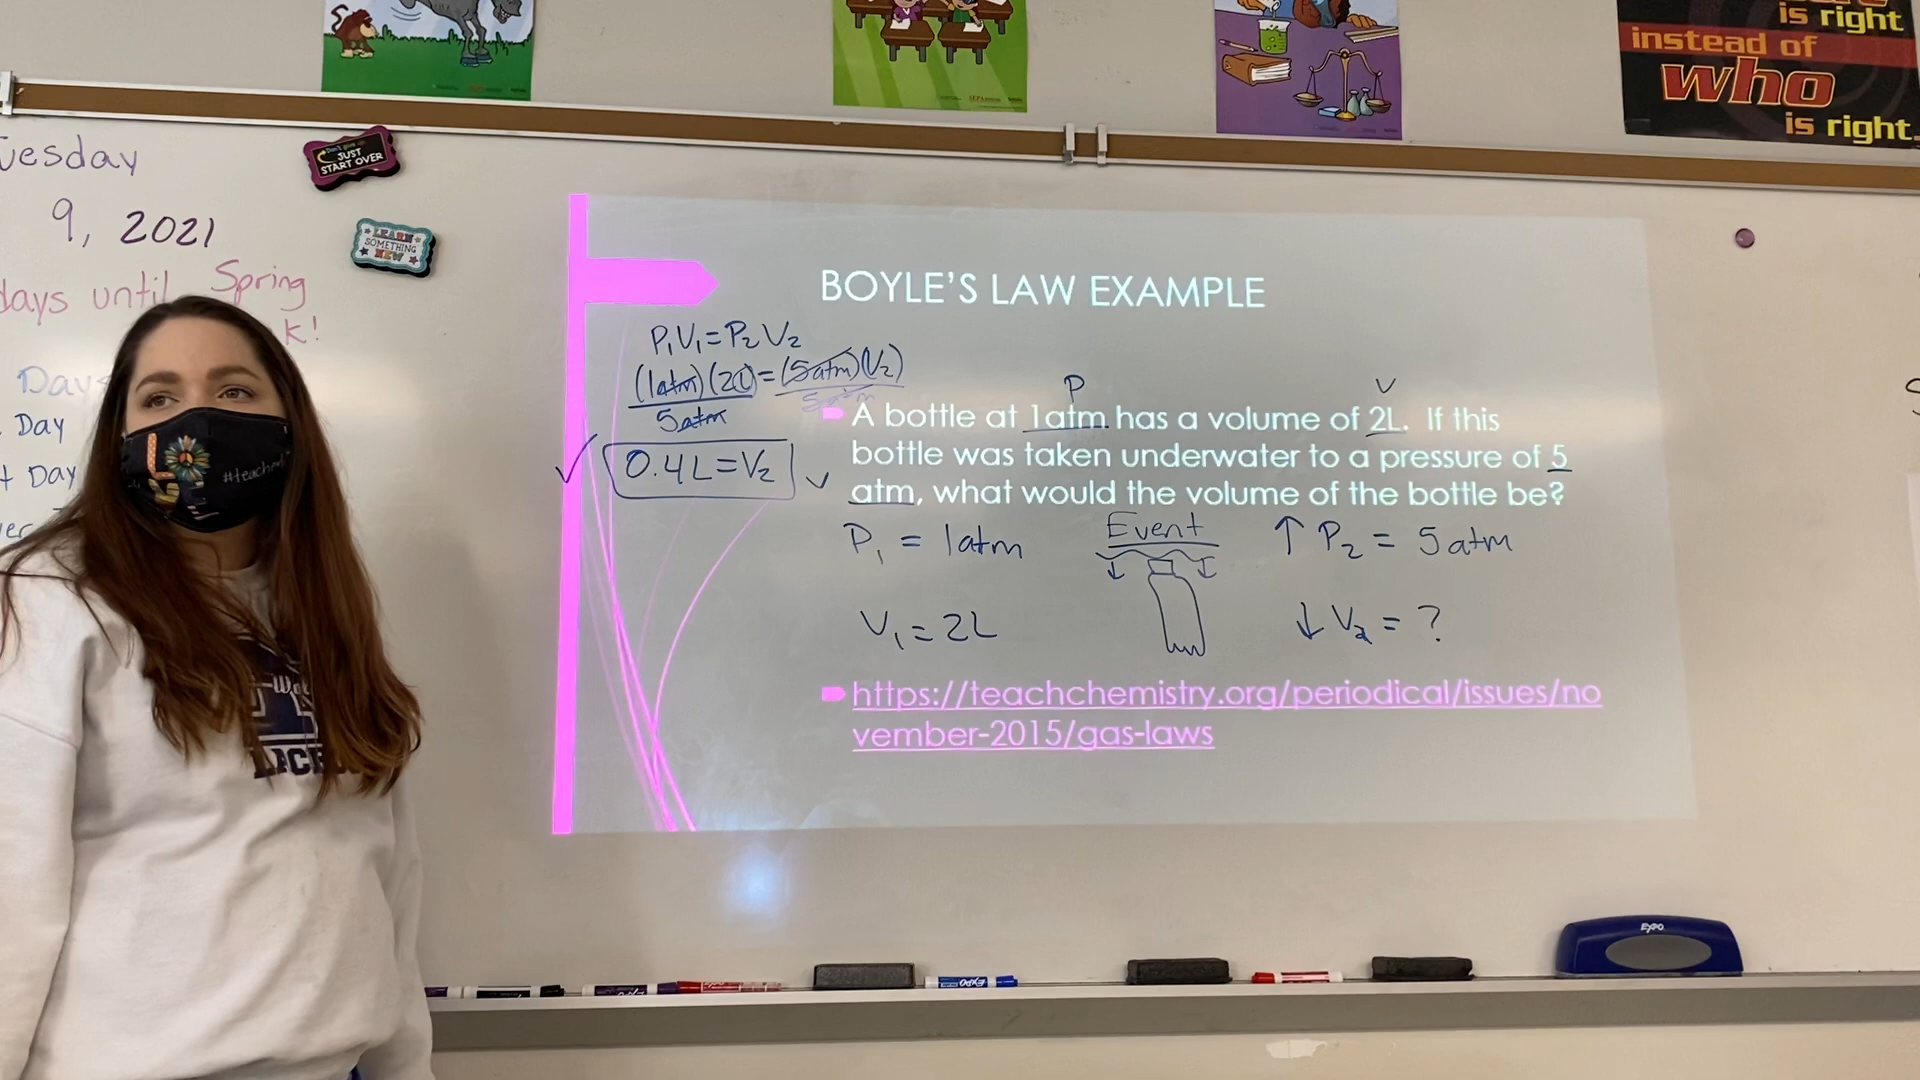 is right
instead of
who
is right.
JUST
START OVER
LEARN
SOMETHING
NEW
9, 2021
days until Spring
k!
Day
Day
Day
#teache
BOYLE'S LAW EXAMPLE
P₁V₁=P₂V₂
(1atm)(2L)=(5atm)(V₂)
5atm
0.4L=V₂
P V
A bottle at 1atm has a volume of 2L. If this
bottle was taken underwater to a pressure of 5
atm, what would the volume of the bottle be?
P₁ = 1atm Event ↑ P₂ = 5atm
V₁ = 2L ↓ V₂ = ?
https://teachchemistry.org/periodical/issues/no
vember-2015/gas-laws
EXPO
EXPO